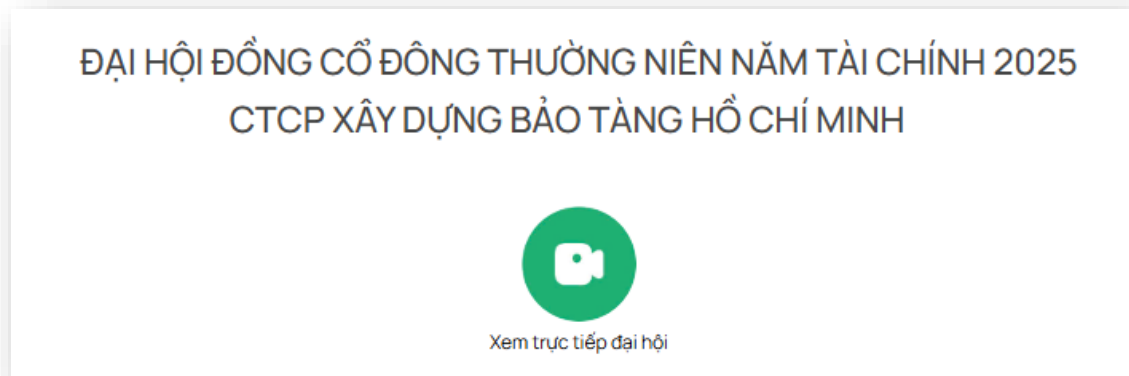 ĐẠI HỘI ĐỒNG CỔ ĐÔNG THƯỜNG NIÊN NĂM TÀI CHÍNH 2025
CTCP XÂY DỰNG BẢO TÀNG HỒ CHÍ MINH
Xem trực tiếp đại hội